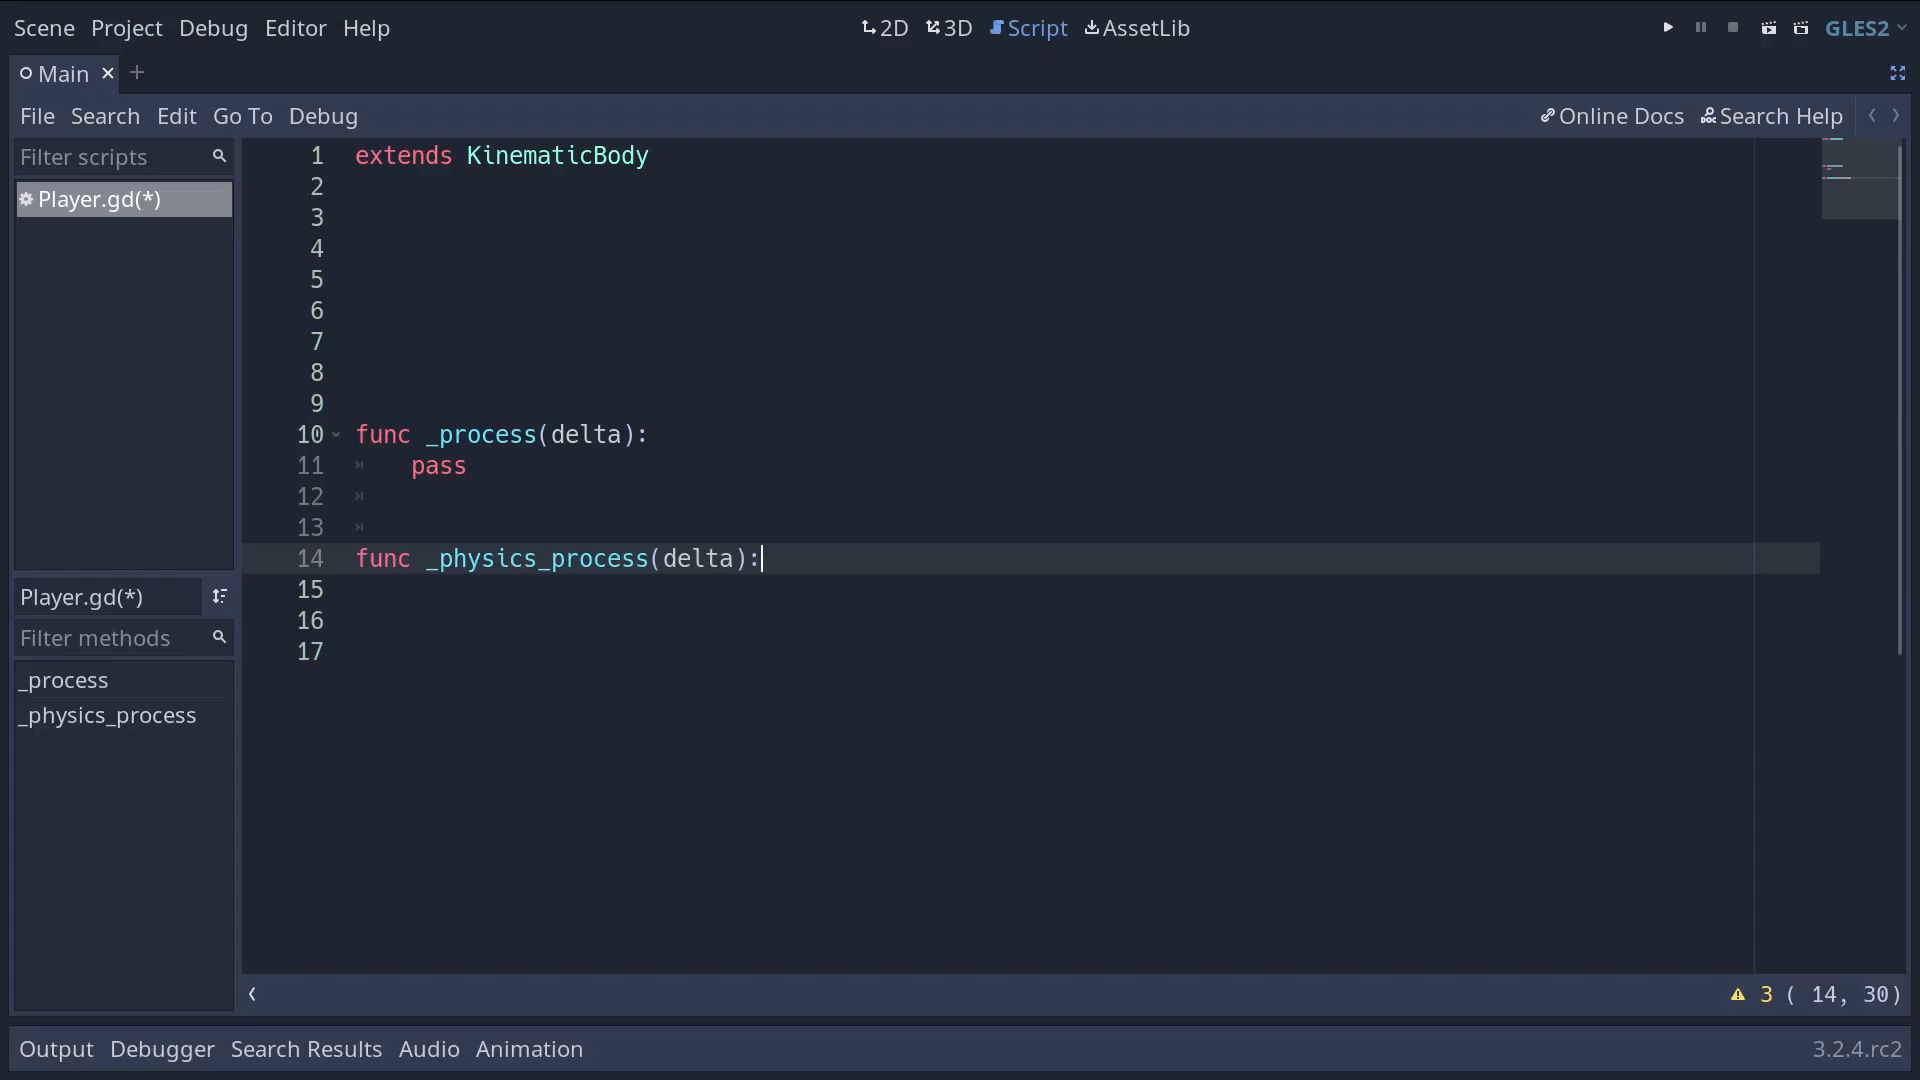 Scene Project Debug Editor Help 2D 3D Script AssetLib GLES2
Main
File Search Edit Go To Debug Online Docs Search Help
Filter scripts
Player.gd(*)
1 extends KinematicBody
2
3
4
5
6
7
8
9
10 func _process(delta):
11 pass
12
13
14 func _physics_process(delta):
15
16
17
Player.gd(*)
Filter methods
_process
_physics_process
3 ( 14, 30)
Output Debugger Search Results Audio Animation 3.2.4.rc2